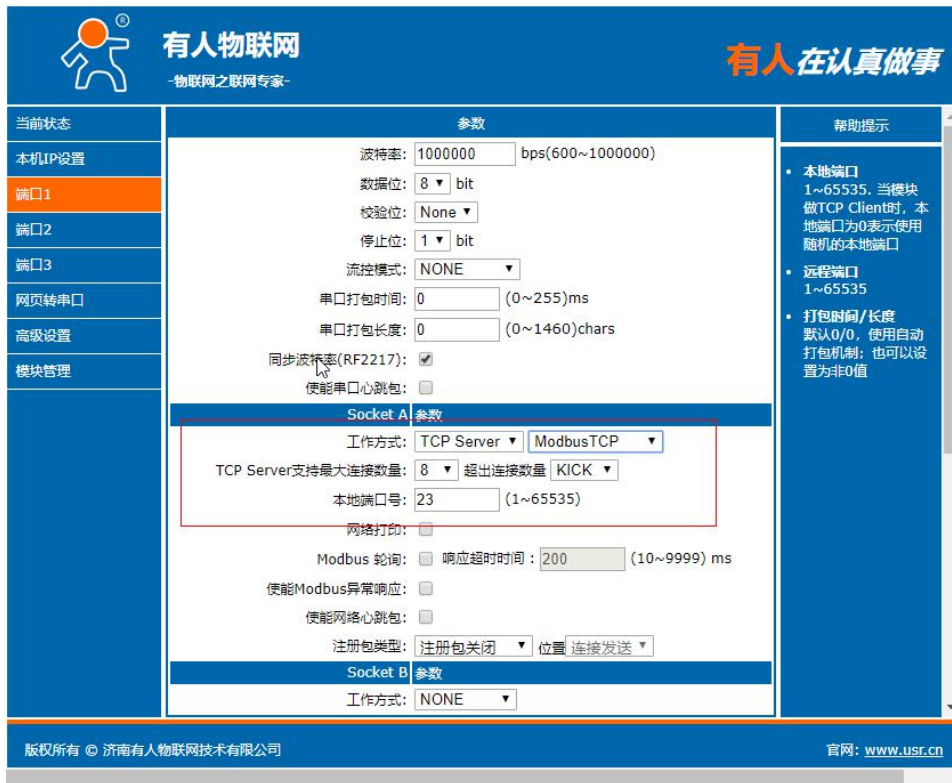 ®
有人物联网
-物联网之联网专家-
有人在认真做事
当前状态
本机IP设置
端口1
端口2
端口3
网页转串口
高级设置
模块管理
参数
波特率: 1000000 bps(600~1000000)
数据位: 8 bit
校验位: None
停止位: 1 bit
流控模式: NONE
串口打包时间: 0 (0~255)ms
串口打包长度: 0 (0~1460)chars
同步波特率(RF2217):
使能串口心跳包:
Socket A 参数
工作方式: TCP Server ModbusTCP
TCP Server支持最大连接数量: 8 超出连接数量 KICK
本地端口号: 23 (1~65535)
网络打印:
Modbus 轮询: 响应超时时间 : 200 (10~9999) ms
使能Modbus异常响应:
使能网络心跳包:
注册包类型: 注册包关闭 位置 连接发送
Socket B 参数
工作方式: NONE
帮助提示
• 本地端口
1~65535. 当模块
做TCP Client时，本
地端口为0表示使用
随机的本地端口
• 远程端口
1~65535
• 打包时间/长度
默认0/0，使用自动
打包机制；也可以设
置为非0值
版权所有 © 济南有人物联网技术有限公司
官网: www.usr.cn